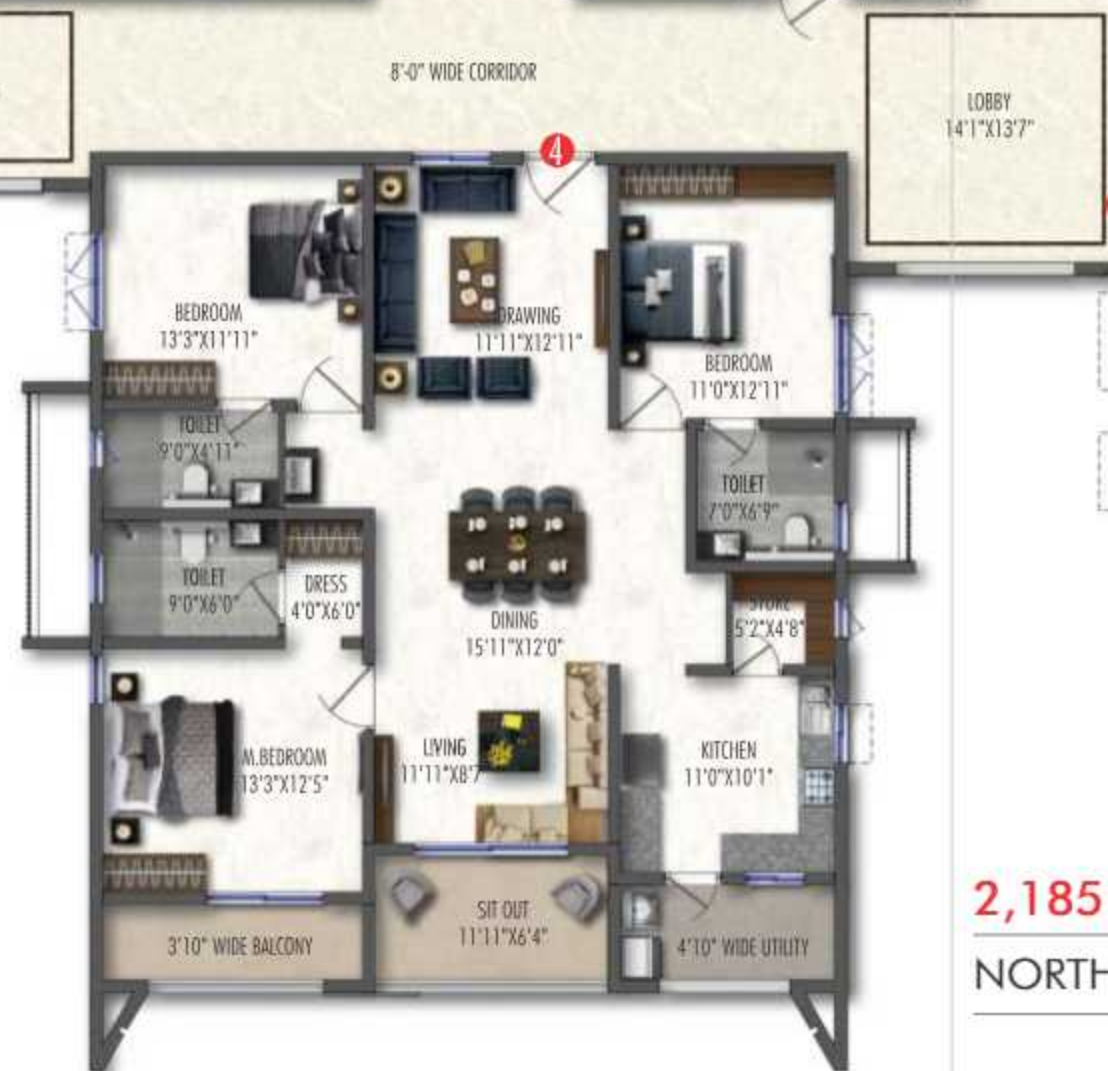 8'-0" WIDE CORRIDOR
LOBBY
14'1"X13'7"
4
BEDROOM
13'3"X11'11"
DRAWING
11'11"X12'11"
BEDROOM
11'0"X12'11"
TOILET
9'0"X4'11"
TOILET
7'0"X6'9"
TOILET
9'0"X6'0"
DRESS
4'0"X6'0"
STORE
5'2"X4'8"
DINING
15'11"X12'0"
M.BEDROOM
13'3"X12'5"
LIVING
11'11"X8'7
KITCHEN
11'0"X10'1"
SIT OUT
11'11"X6'4"
3'10" WIDE BALCONY
4'10" WIDE UTILITY
2,185
NORTH